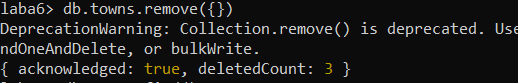 laba6> db.towns.remove({})
DeprecationWarning: Collection.remove() is deprecated. Use
ndOneAndDelete, or bulkWrite.
{ acknowledged: true, deletedCount: 3 }